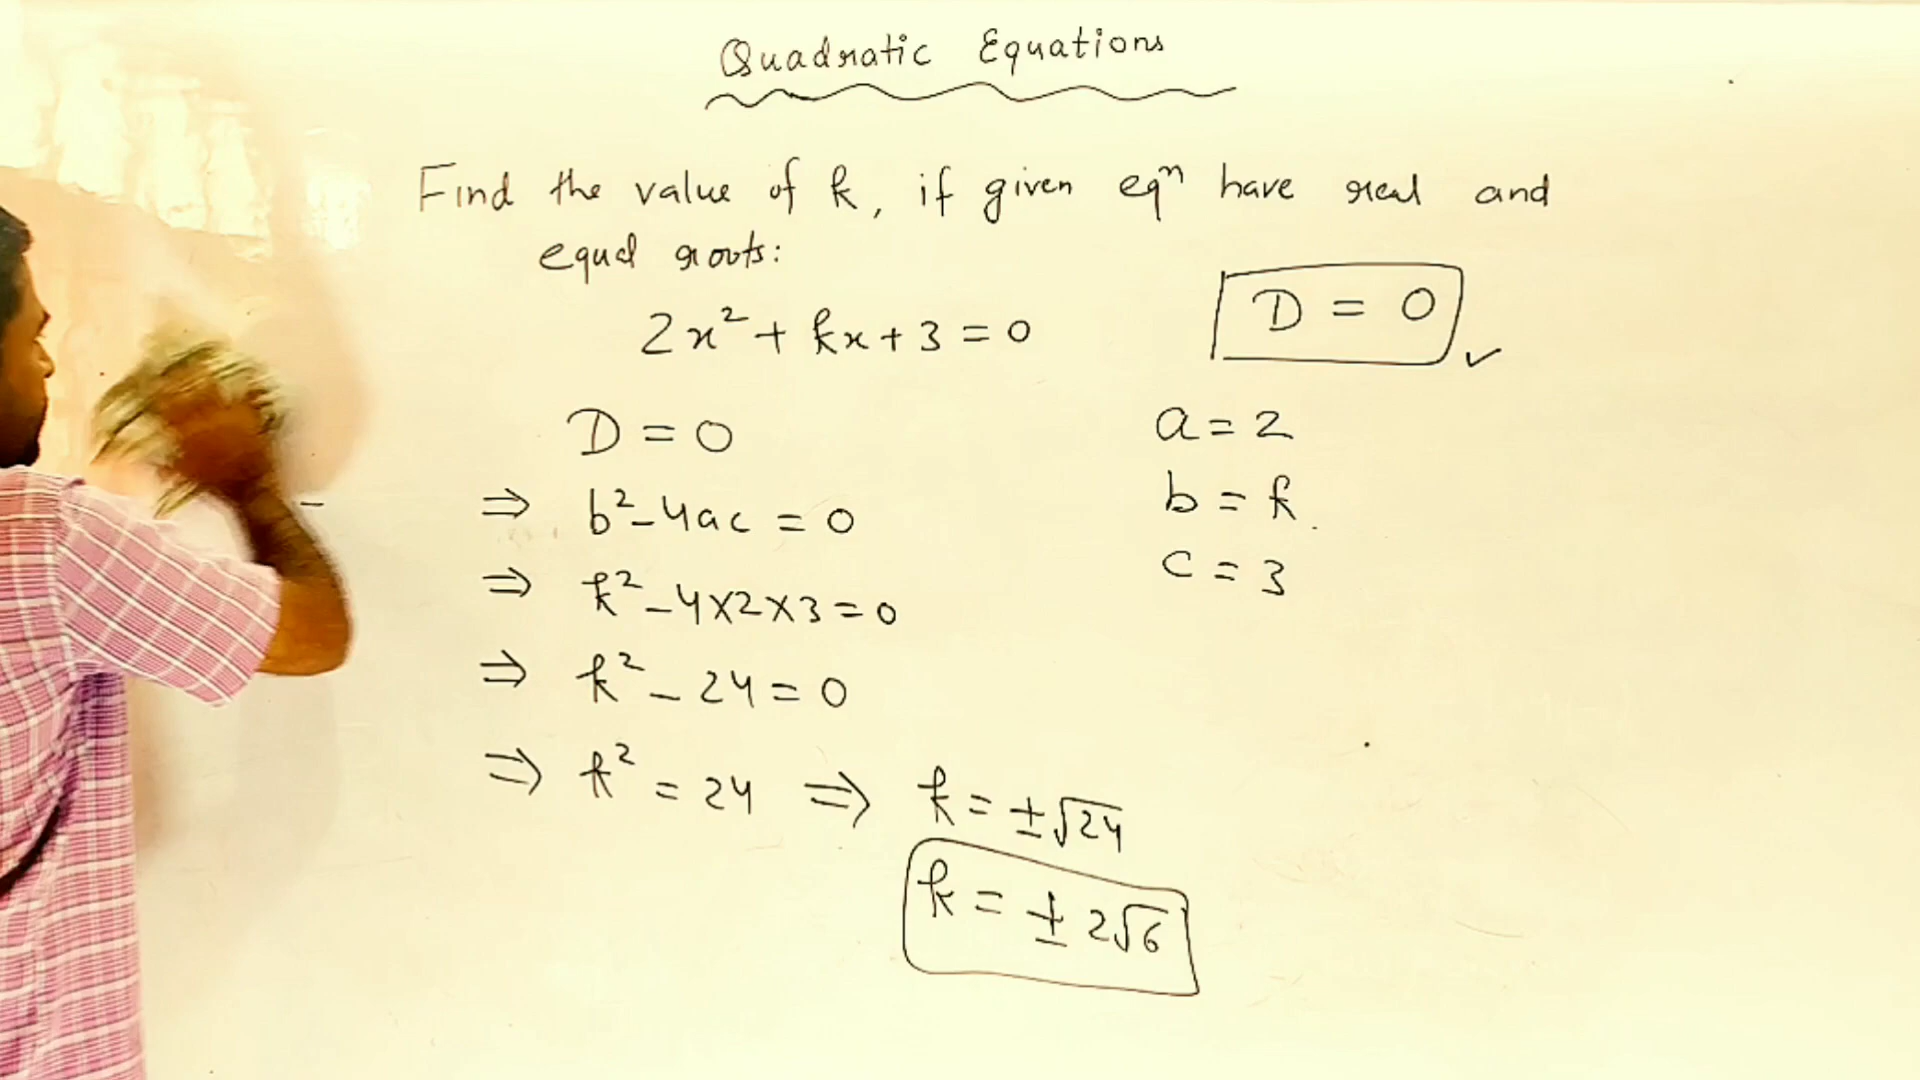 Quadratic Equations
Find the value of k, if given eqⁿ have real and
equal roots:
2x² + kx + 3 = 0
D = 0
D = 0
a = 2
⇒ b² - 4ac = 0
b = k
⇒ k² - 4×2×3 = 0
c = 3
⇒ k² - 24 = 0
⇒ k² = 24 ⇒ k = ±√24
k = ± 2√6